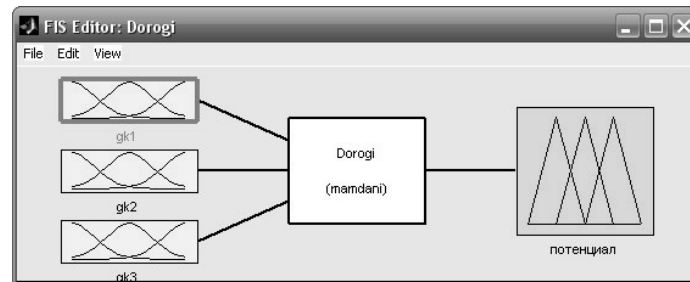 FIS Editor: Dorogi
File Edit View
gk1
gk2
gk3
Dorogi
(mamdani)
потенциал